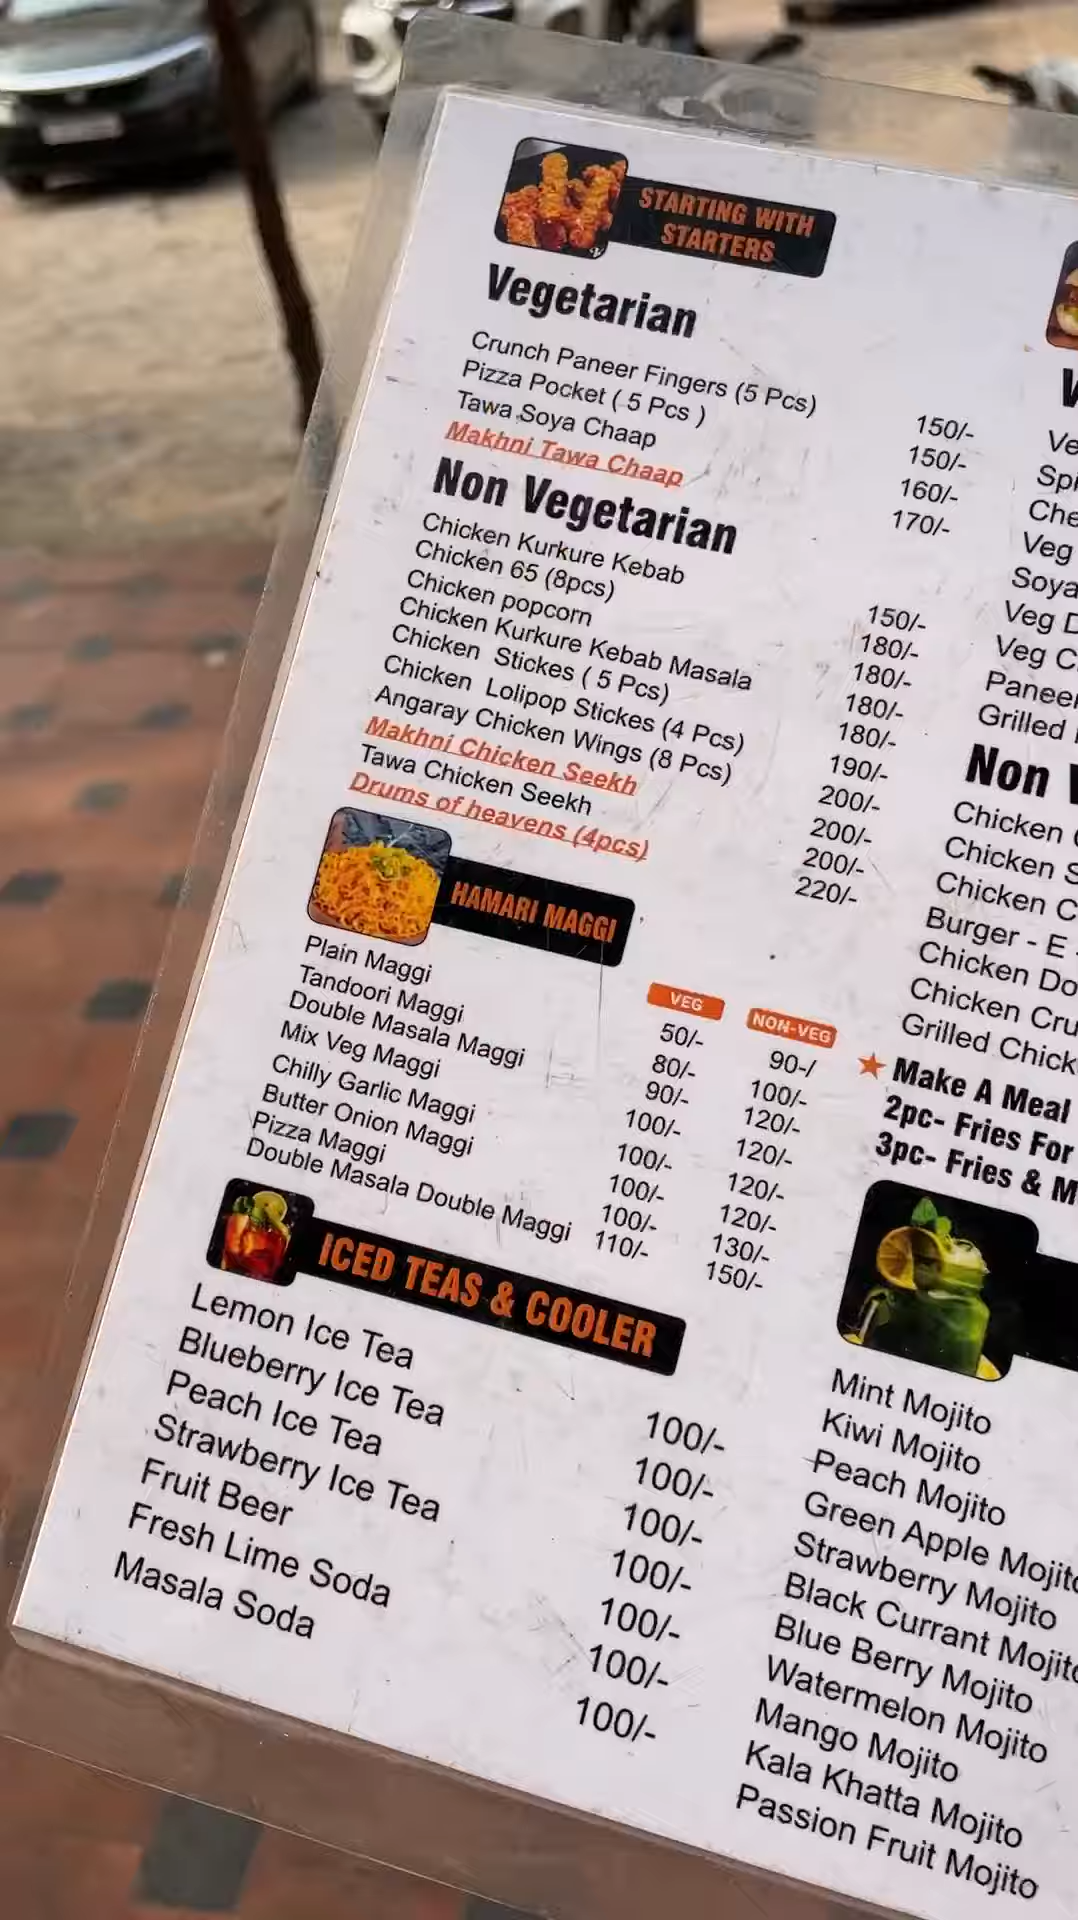 STARTING WITH
STARTERS
Vegetarian
Crunch Paneer Fingers (5 Pcs) 150/-
Pizza Pocket ( 5 Pcs ) 150/-
Tawa Soya Chaap 160/-
Makhni Tawa Chaap 170/-
Non Vegetarian
Chicken Kurkure Kebab 150/-
Chicken 65 (8pcs) 180/-
Chicken popcorn 180/-
Chicken Kurkure Kebab Masala 180/-
Chicken Stickes ( 5 Pcs) 180/-
Chicken Lolipop Stickes (4 Pcs) 190/-
Angaray Chicken Wings (8 Pcs) 200/-
Makhni Chicken Seekh 200/-
Tawa Chicken Seekh 200/-
Drums of heavens (4pcs) 220/-
HAMARI MAGGI
VEG NON-VEG
Plain Maggi 50/- 90-/
Tandoori Maggi 80/- 100/-
Double Masala Maggi 90/- 120/-
Mix Veg Maggi 100/- 120/-
Chilly Garlic Maggi 100/- 120/-
Butter Onion Maggi 100/- 120/-
Pizza Maggi 100/- 130/-
Double Masala Double Maggi 110/- 150/-
ICED TEAS & COOLER
Lemon Ice Tea 100/-
Blueberry Ice Tea 100/-
Peach Ice Tea 100/-
Strawberry Ice Tea 100/-
Fruit Beer 100/-
Fresh Lime Soda 100/-
Masala Soda 100/-
Veg
Soya
Veg
Veg
Grilled
Non
Chicken
Chicken
Chicken
Burger - E
Chicken
Chicken
Grilled
Make A Meal
2pc- Fries For
3pc- Fries &
Mint Mojito
Kiwi Mojito
Peach Mojito
Green Apple Mojito
Strawberry Mojito
Black Currant Mojito
Blue Berry Mojito
Watermelon Mojito
Mango Mojito
Kala Khatta Mojito
Passion Fruit Mojito